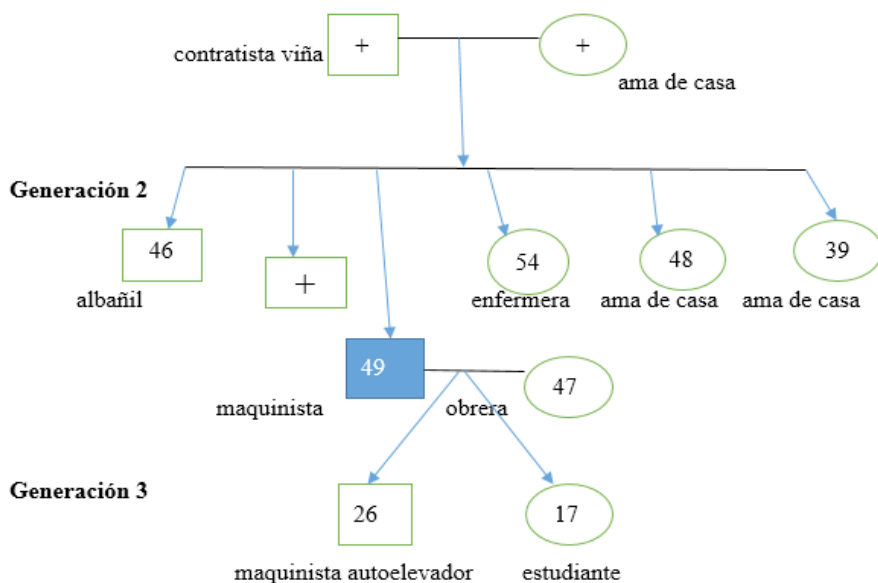 + +
contratista viña
ama de casa
Generación 2
46 + 54 48 39
albañil enfermera ama de casa ama de casa
49 47
maquinista obrera
Generación 3
26 17
maquinista autoelevador estudiante